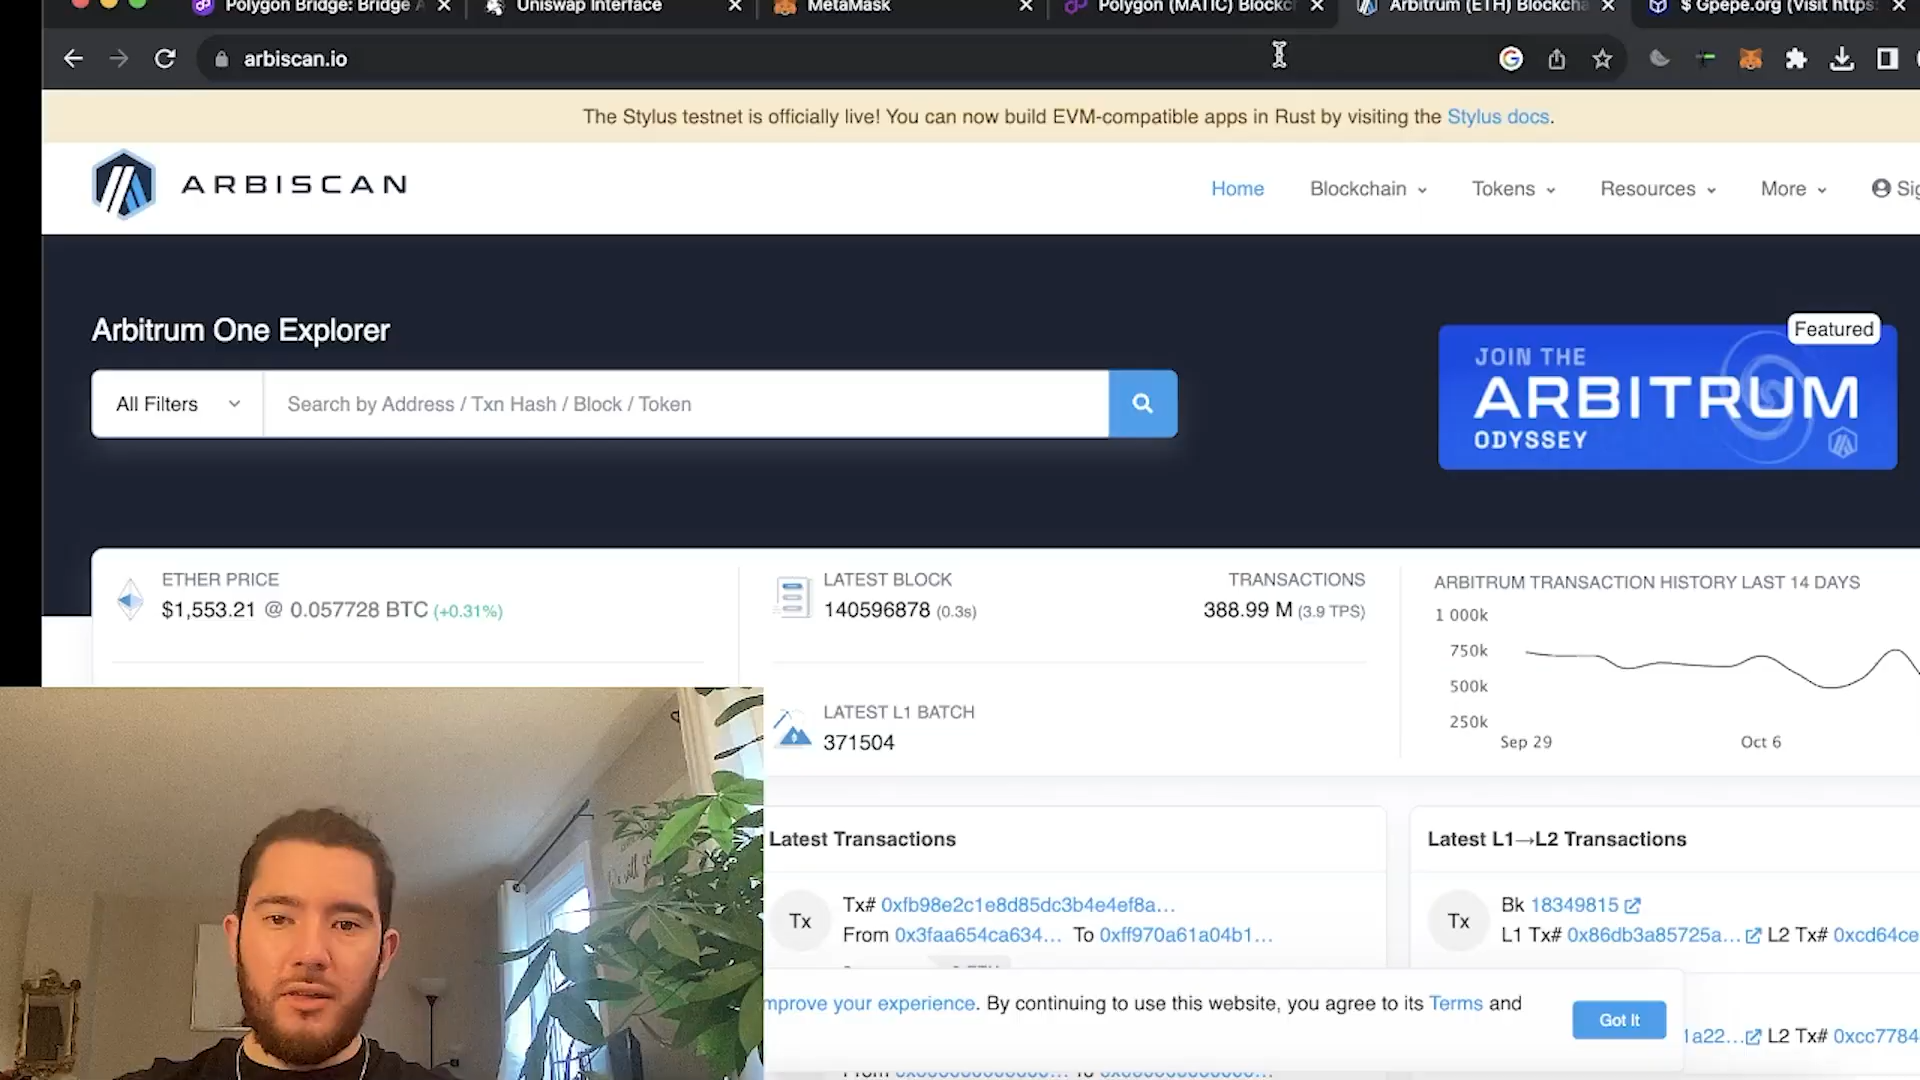 Polygon Bridge: Bridge
Uniswap Interface
MetaMask
Polygon (MATIC) Blockc
Arbitrum (ETH) Blockcha
$ Gpepe.org (Visit https:
arbiscan.io
The Stylus testnet is officially live! You can now build EVM-compatible apps in Rust by visiting the Stylus docs.
ARBISCAN
Home
Blockchain
Tokens
Resources
More
Sig
Arbitrum One Explorer
Featured
All Filters
Search by Address / Txn Hash / Block / Token
JOIN THE
ARBITRUM
ODYSSEY
ETHER PRICE
$1,553.21 @ 0.057728 BTC (+0.31%)
LATEST BLOCK
140596878 (0.3s)
TRANSACTIONS
388.99 M (3.9 TPS)
LATEST L1 BATCH
371504
ARBITRUM TRANSACTION HISTORY LAST 14 DAYS
1 000k
750k
500k
250k
Sep 29
Oct 6
Latest Transactions
Tx
Tx# 0xfb98e2c1e8d85dc3b4e4ef8a...
From 0x3faa654ca634... To 0xff970a61a04b1...
Latest L1→L2 Transactions
Tx
Bk 18349815
L1 Tx# 0x86db3a85725a... L2 Tx# 0xcd64ce
mprove your experience. By continuing to use this website, you agree to its Terms and
Got It
1a22... L2 Tx# 0xcc7784